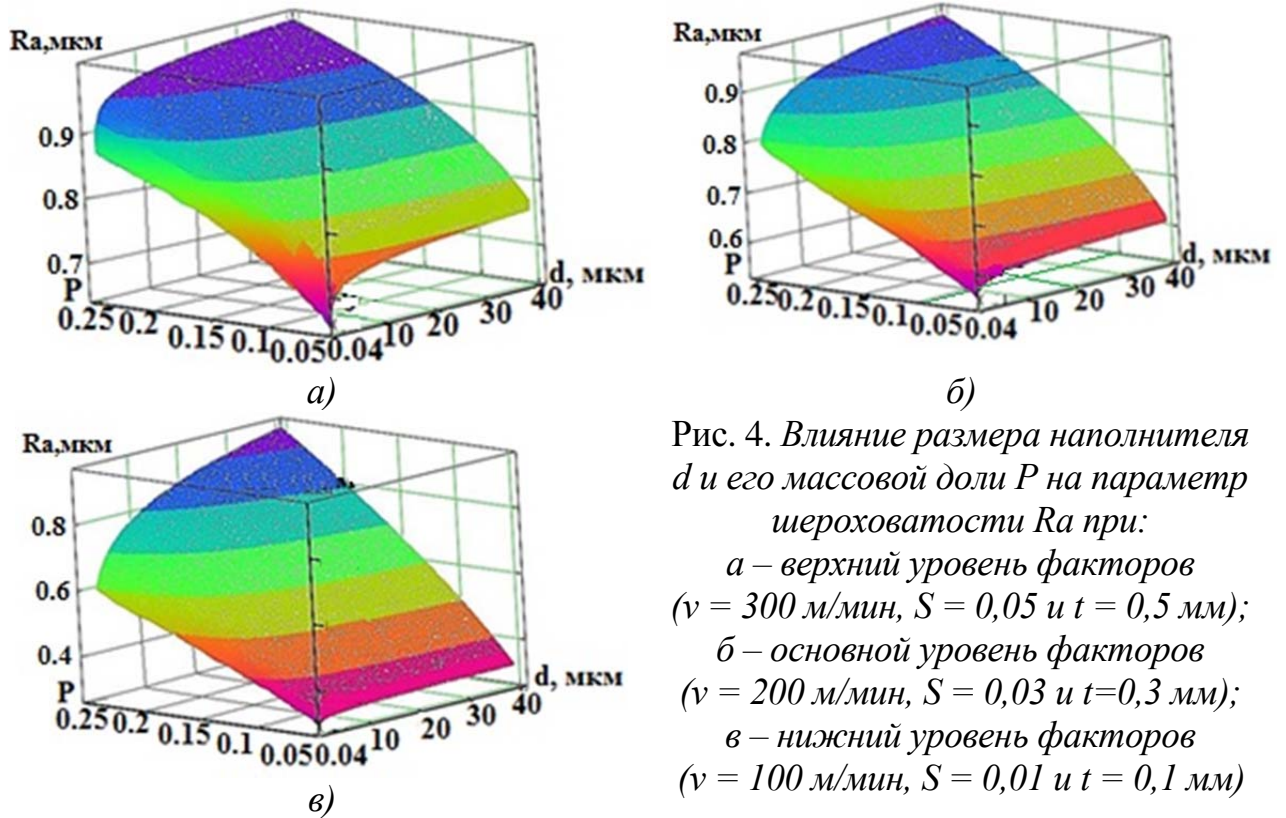 Ra,мкм
0.9
0.8
0.7
P
0.25 0.2 0.15 0.1 0.05 0.04 10 20 30 40
d, мкм
а)
Ra,мкм
0.9
0.8
0.7
0.6
P
0.25 0.2 0.15 0.1 0.05 0.04 10 20 30 40
d, мкм
б)
Ra,мкм
0.8
0.6
0.4
P
0.25 0.2 0.15 0.1 0.05 0.04 10 20 30 40
d, мкм
в)
Рис. 4. Влияние размера наполнителя
d и его массовой доли P на параметр
шероховатости Ra при:
а – верхний уровень факторов
(v = 300 м/мин, S = 0,05 и t = 0,5 мм);
б – основной уровень факторов
(v = 200 м/мин, S = 0,03 и t=0,3 мм);
в – нижний уровень факторов
(v = 100 м/мин, S = 0,01 и t = 0,1 мм)